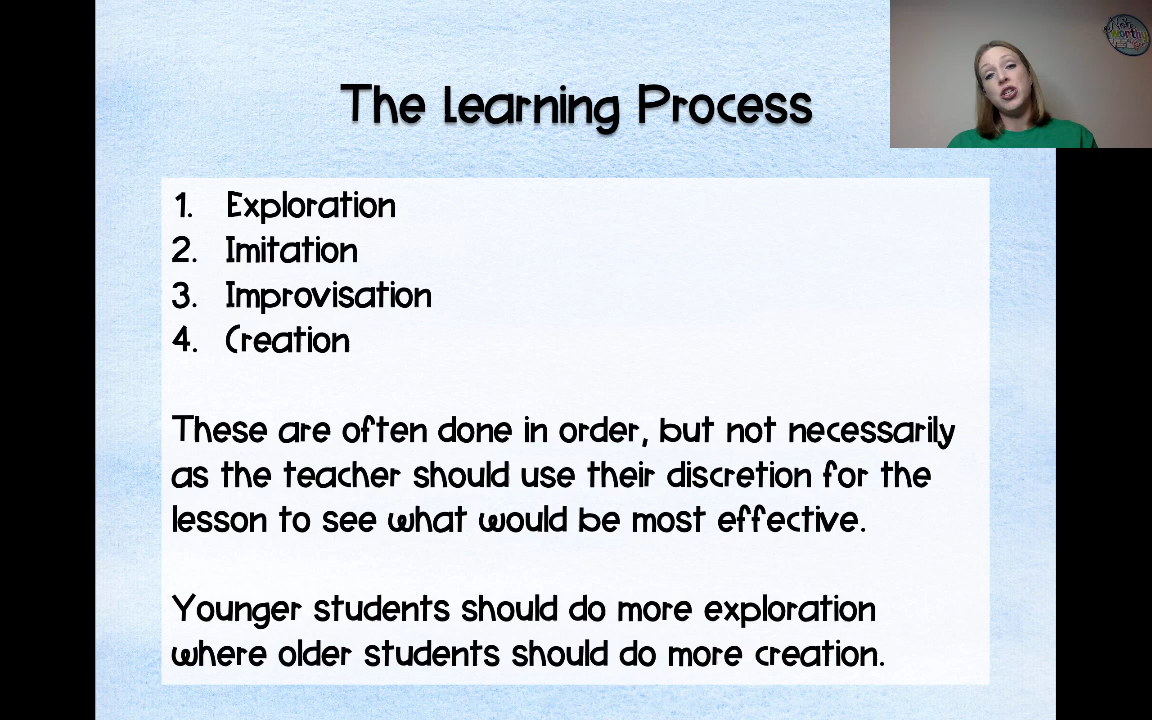 The Learning Process
1. Exploration
2. Imitation
3. Improvisation
4. Creation
These are often done in order, but not necessarily
as the teacher should use their discretion for the
lesson to see what would be most effective.
Younger students should do more exploration
where older students should do more creation.